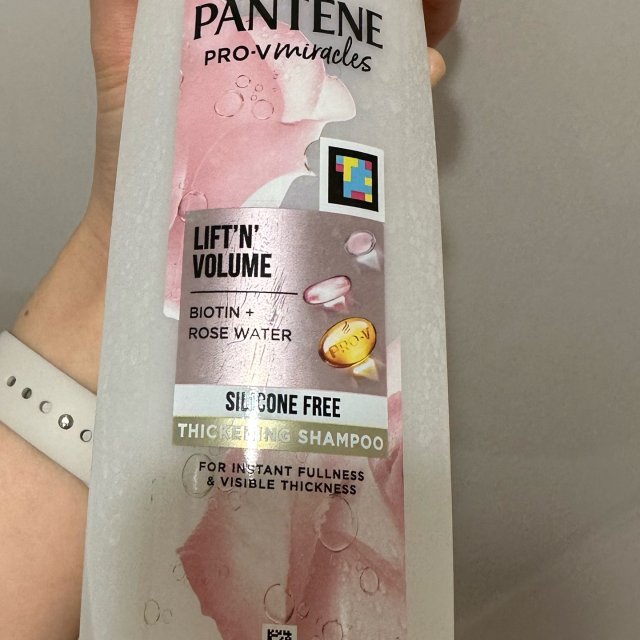 PANTENE
PRO-V miracles
LIFT'N'
VOLUME
BIOTIN +
ROSE WATER
PRO-V
SILICONE FREE
THICKENING SHAMPOO
FOR INSTANT FULLNESS
& VISIBLE THICKNESS